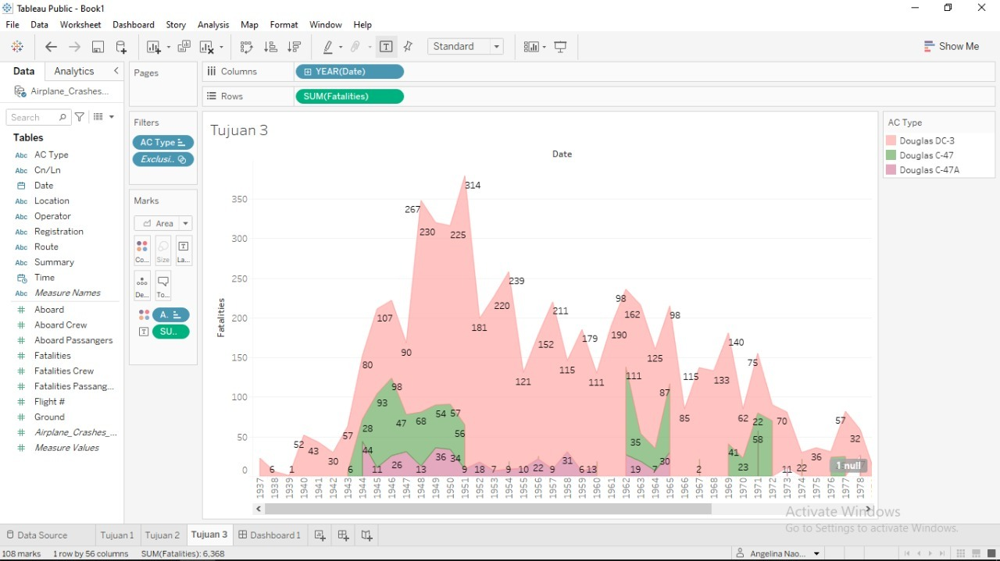 Tableau Public - Book1
File Data Worksheet Dashboard Story Analysis Map Format Window Help
Standard
Show Me
Data Analytics
Airplane_Crashes...
Search
Tables
Abc AC Type
Abc Cn/Ln
Date
Abc Location
Abc Operator
Abc Registration
Abc Route
Abc Summary
Time
Abc Measure Names
# Aboard
# Aboard Crew
# Aboard Passangers
# Fatalities
# Fatalities Crew
# Fatalities Passang...
# Flight #
# Ground
# Airplane_Crashes_...
# Measure Values
Pages
Filters
AC Type
Exclusi..
Marks
Area
Co... Size La...
De... To...
A.
SU..
Columns YEAR(Date)
Rows SUM(Fatalities)
Tujuan 3
Date
Fatalities
350
300
250
200
150
100
50
0
314
267
230 225
239
220
211
181
179
152
121
115
111
107
90
80
98
162
190
125
98
115
133
85
140
75
62
70
57
32
36
52
43
30
57
6
1
98
93
47
68
54 57
56
28
111
35
87
41
23
22
58
6
44
11
26
13
36 34
9 18 7 9 10 22 9 31 6 13
19 7 30
2
11 22
1 null
1937 1938 1939 1940 1941 1942 1943 1944 1945 1946 1947 1948 1949 1950 1951 1952 1953 1954 1955 1956 1957 1958 1959 1960 1961 1962 1963 1964 1965 1966 1967 1968 1969 1970 1971 1972 1973 1974 1975 1976 1977 1978
AC Type
Douglas DC-3
Douglas C-47
Douglas C-47A
Activate Windows
Go to Settings to activate Windows.
Data Source Tujuan 1 Tujuan 2 Tujuan 3 Dashboard 1
108 marks 1 row by 56 columns SUM(Fatalities): 6,368
Angelina Nao...